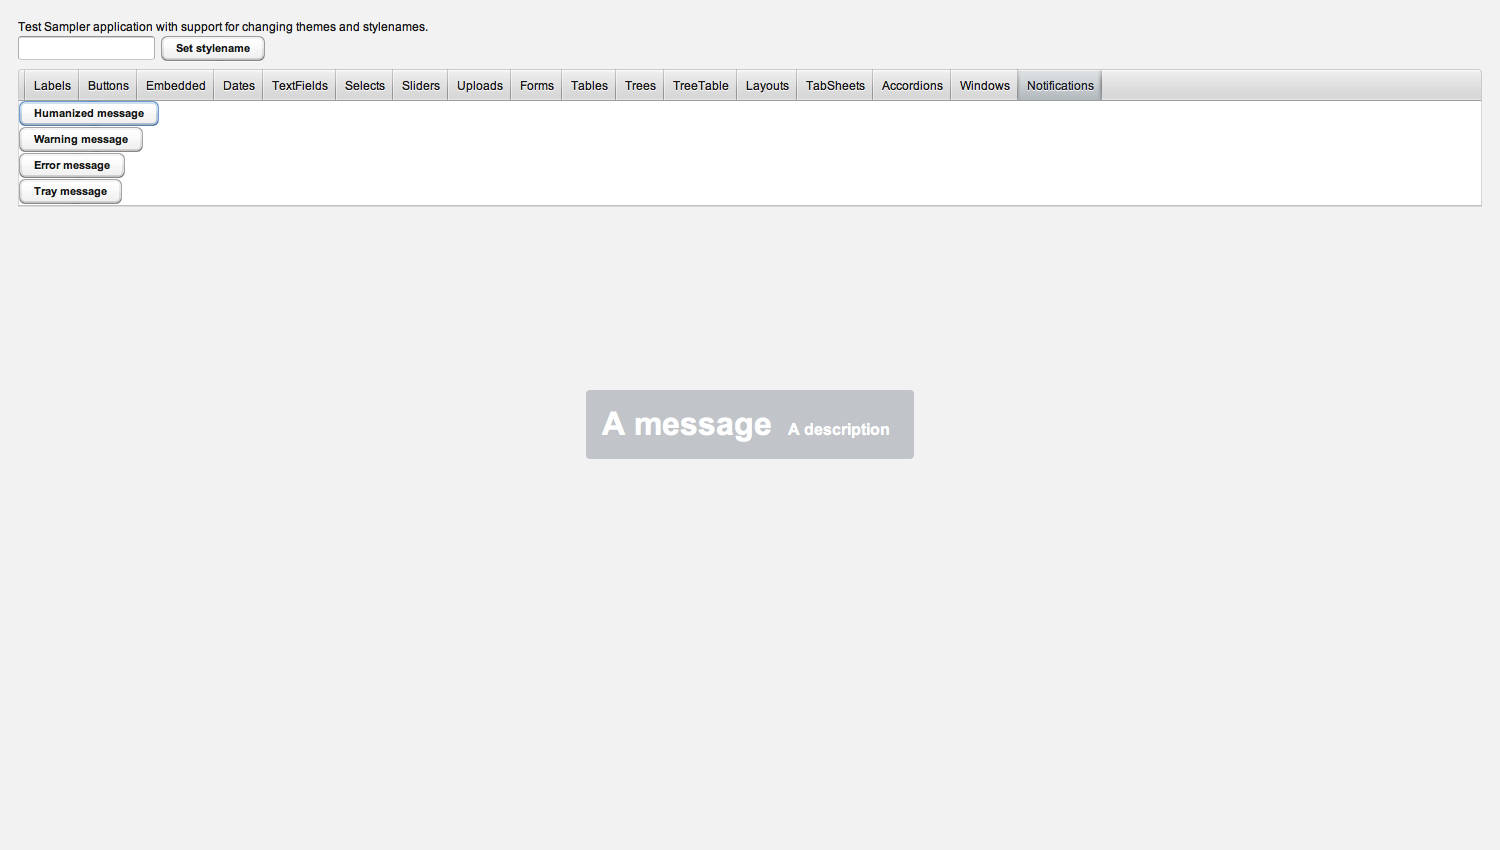 Test Sampler application with support for changing themes and stylenames.
Set stylename
Labels Buttons Embedded Dates TextFields Selects Sliders Uploads Forms Tables Trees TreeTable Layouts TabSheets Accordions Windows Notifications
Humanized message
Warning message
Error message
Tray message
A message A description